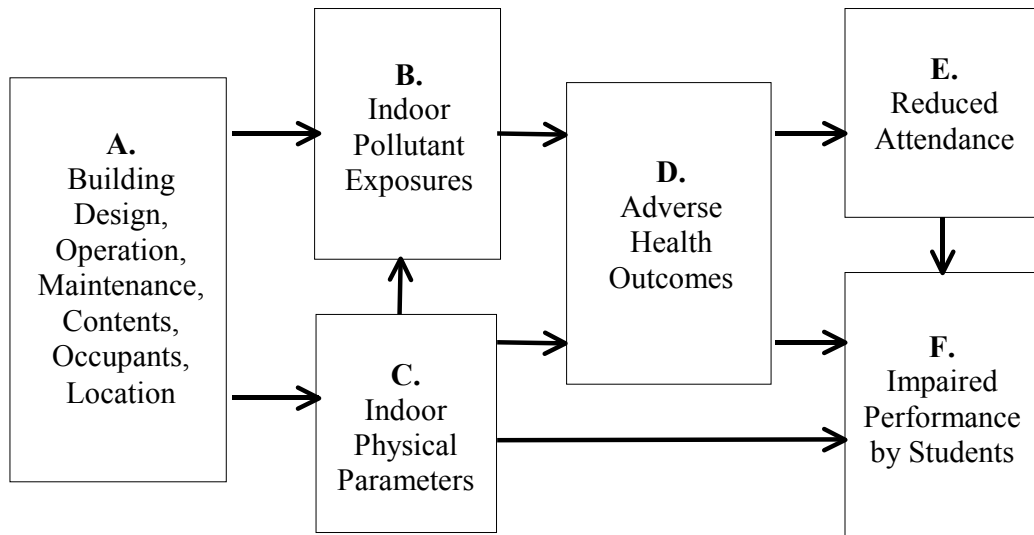 A.
Building
Design,
Operation,
Maintenance,
Contents,
Occupants,
Location
B.
Indoor
Pollutant
Exposures
C.
Indoor
Physical
Parameters
D.
Adverse
Health
Outcomes
E.
Reduced
Attendance
F.
Impaired
Performance
by Students